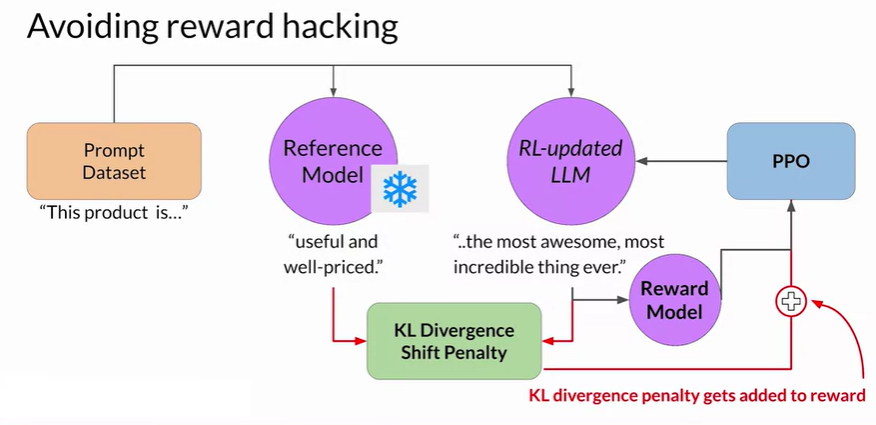 Avoiding reward hacking
Prompt
Dataset
“This product is...”
Reference
Model
“useful and
well-priced.”
RL-updated
LLM
“..the most awesome, most
incredible thing ever.”
PPO
Reward
Model
KL Divergence
Shift Penalty
KL divergence penalty gets added to reward